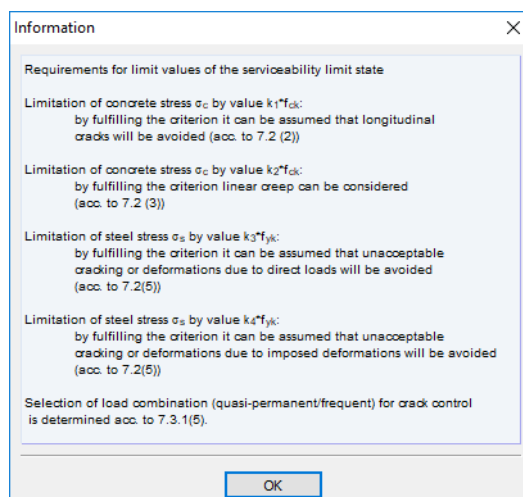 Information
Requirements for limit values of the serviceability limit state
Limitation of concrete stress σc by value k1*fck:
by fulfilling the criterion it can be assumed that longitudinal
cracks will be avoided (acc. to 7.2 (2))
Limitation of concrete stress σc by value k2*fck:
by fulfilling the criterion linear creep can be considered
(acc. to 7.2 (3))
Limitation of steel stress σs by value k3*fyk:
by fulfilling the criterion it can be assumed that unacceptable
cracking or deformations due to direct loads will be avoided
(acc. to 7.2(5))
Limitation of steel stress σs by value k4*fyk:
by fulfilling the criterion it can be assumed that unacceptable
cracking or deformations due to imposed deformations will be avoided
(acc. to 7.2(5))
Selection of load combination (quasi-permanent/frequent) for crack control
is determined acc. to 7.3.1(5).
OK